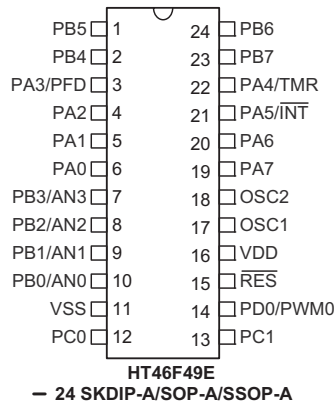 PB5 1 24 PB6
PB4 2 23 PB7
PA3/PFD 3 22 PA4/TMR
PA2 4 21 PA5/INT
PA1 5 20 PA6
PA0 6 19 PA7
PB3/AN3 7 18 OSC2
PB2/AN2 8 17 OSC1
PB1/AN1 9 16 VDD
PB0/AN0 10 15 RES
VSS 11 14 PD0/PWM0
PC0 12 13 PC1
HT46F49E
– 24 SKDIP-A/SOP-A/SSOP-A